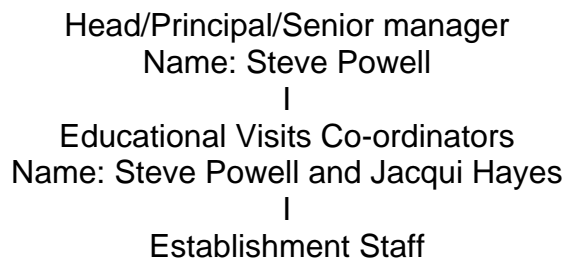 Head/Principal/Senior manager
Name: Steve Powell
I
Educational Visits Co-ordinators
Name: Steve Powell and Jacqui Hayes
I
Establishment Staff